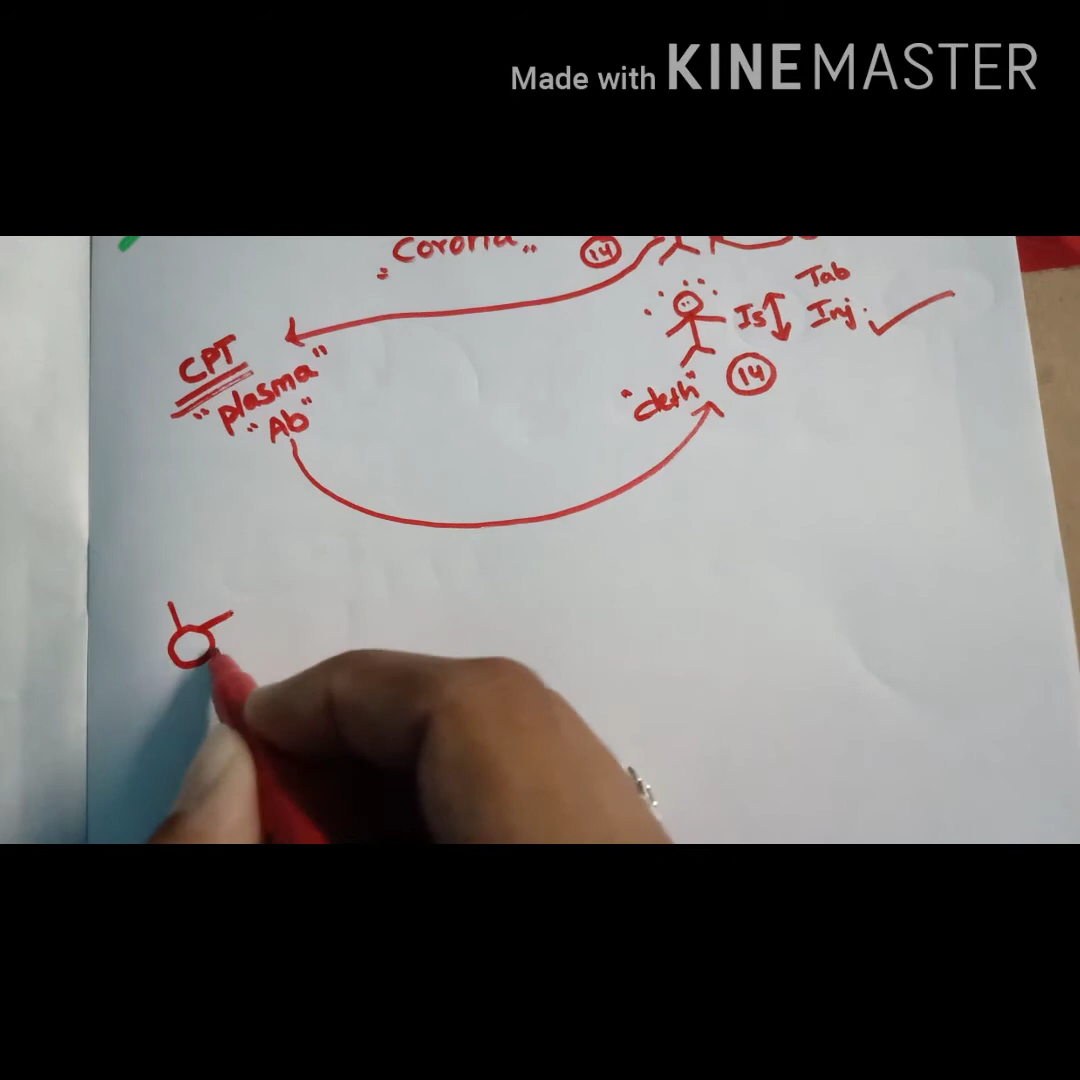 Made with KINEMASTER
"Corona"
14
Tab
Is Inj.
CPT
"plasma"
"Ab"
"deth"
14